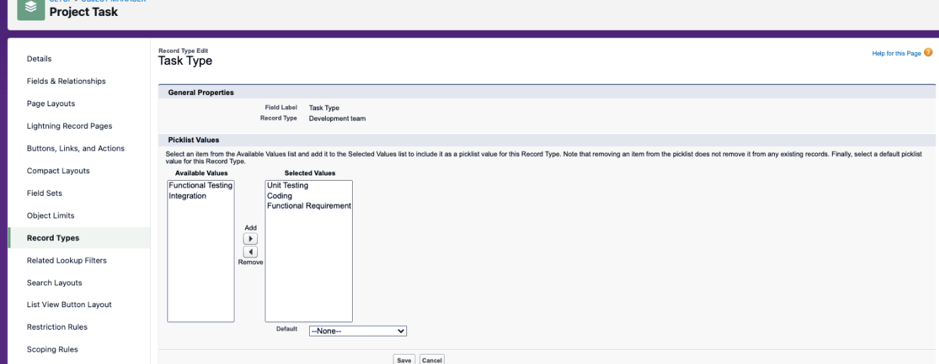 SETUP > OBJECT MANAGER
Project Task
Details
Fields & Relationships
Page Layouts
Lightning Record Pages
Buttons, Links, and Actions
Compact Layouts
Field Sets
Object Limits
Record Types
Related Lookup Filters
Search Layouts
List View Button Layout
Restriction Rules
Scoping Rules
Record Type Edit
Task Type
Help for this Page ?
General Properties
Field Label Task Type
Record Type Development team
Picklist Values
Select an item from the Available Values list and add it to the Selected Values list to include it as a picklist value for this Record Type. Note that removing an item from the picklist does not remove it from any existing records. Finally, select a default picklist
value for this Record Type.
Available Values
Functional Testing
Integration
Add
Remove
Selected Values
Unit Testing
Coding
Functional Requirement
Default --None--
Save Cancel